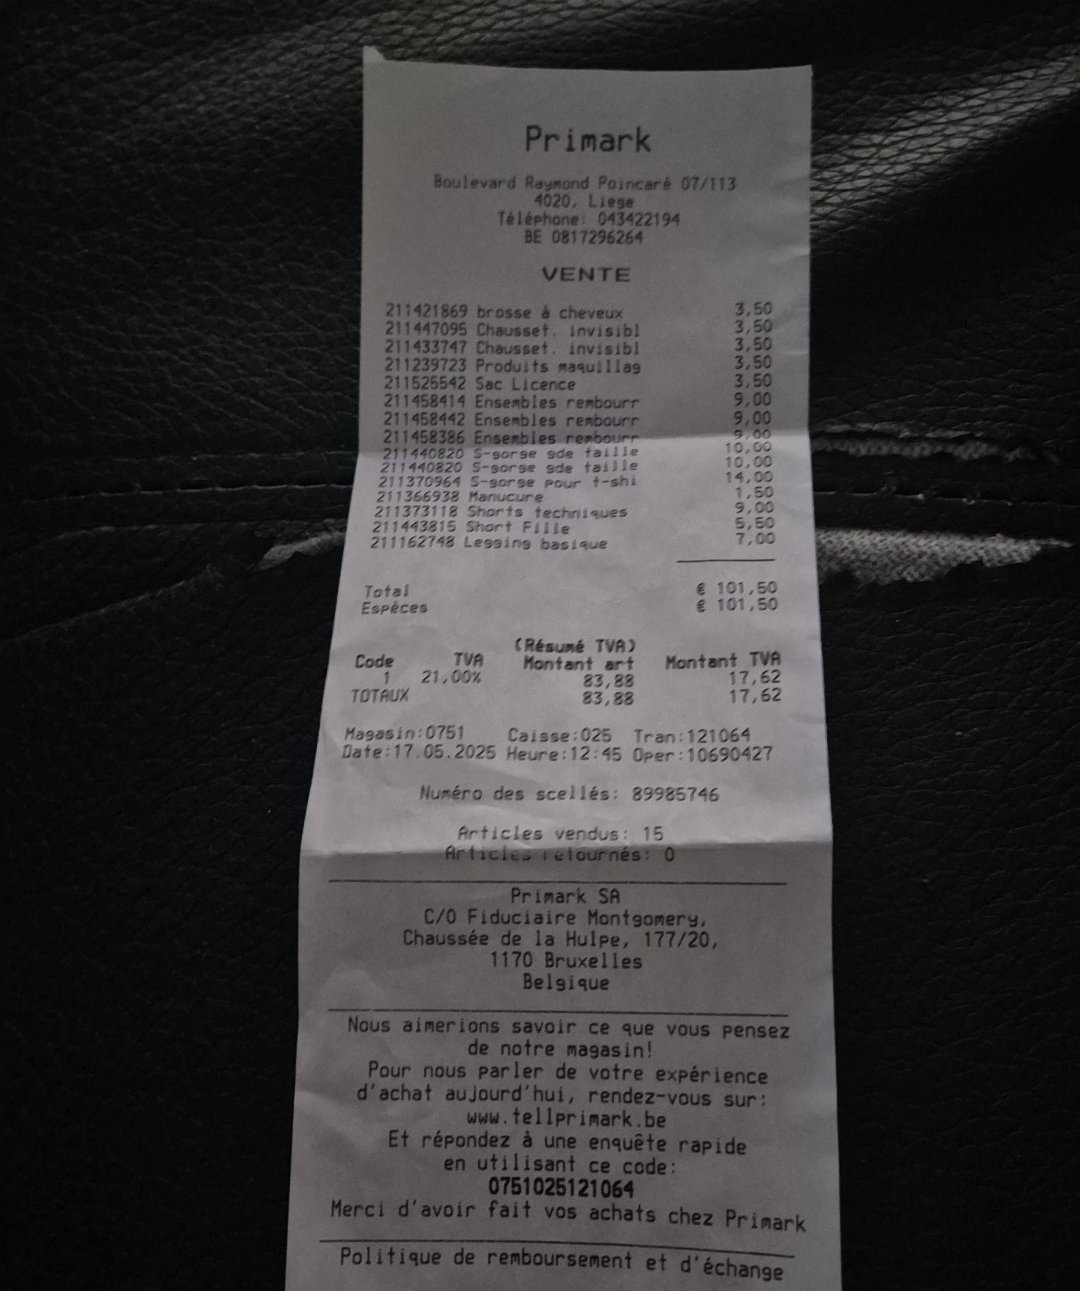 Primark
Boulevard Raymond Poincaré 07/113
4020, Liege
Téléphone: 043422194
BE 0817296264
VENTE
211421869 brosse à cheveux 3,50
211447095 Chausset. invisibl 3,50
211433747 Chausset. invisibl 3,50
211239723 Produits maquillag 3,50
211525542 Sac Licence 3,50
211458414 Ensembles rembourr 9,00
211458442 Ensembles rembourr 9,00
211458386 Ensembles rembourr 9,00
211440820 S-gorge gde taille 10,00
211440820 S-gorge gde taille 10,00
211370964 S-gorge pour t-shi 14,00
211366938 Manucure 1,50
211373118 Shorts techniques 9,00
211443815 Short Fille 5,50
211162748 Legging basique 7,00
Total € 101,50
Espèces € 101,50
(Résumé TVA)
Code TVA Montant art Montant TVA
1 21,00% 83,88 17,62
TOTAUX 83,88 17,62
Magasin:0751 Caisse:025 Tran:121064
Date:17.05.2025 Heure:12:45 Oper:10690427
Numéro des scellés: 89985746
Articles vendus: 15
Articles retournés: 0
Primark SA
C/O Fiduciaire Montgomery,
Chaussée de la Hulpe, 177/20,
1170 Bruxelles
Belgique
Nous aimerions savoir ce que vous pensez
de notre magasin!
Pour nous parler de votre expérience
d'achat aujourd'hui, rendez-vous sur:
www.tellprimark.be
Et répondez à une enquête rapide
en utilisant ce code:
0751025121064
Merci d'avoir fait vos achats chez Primark
Politique de remboursement et d'échange